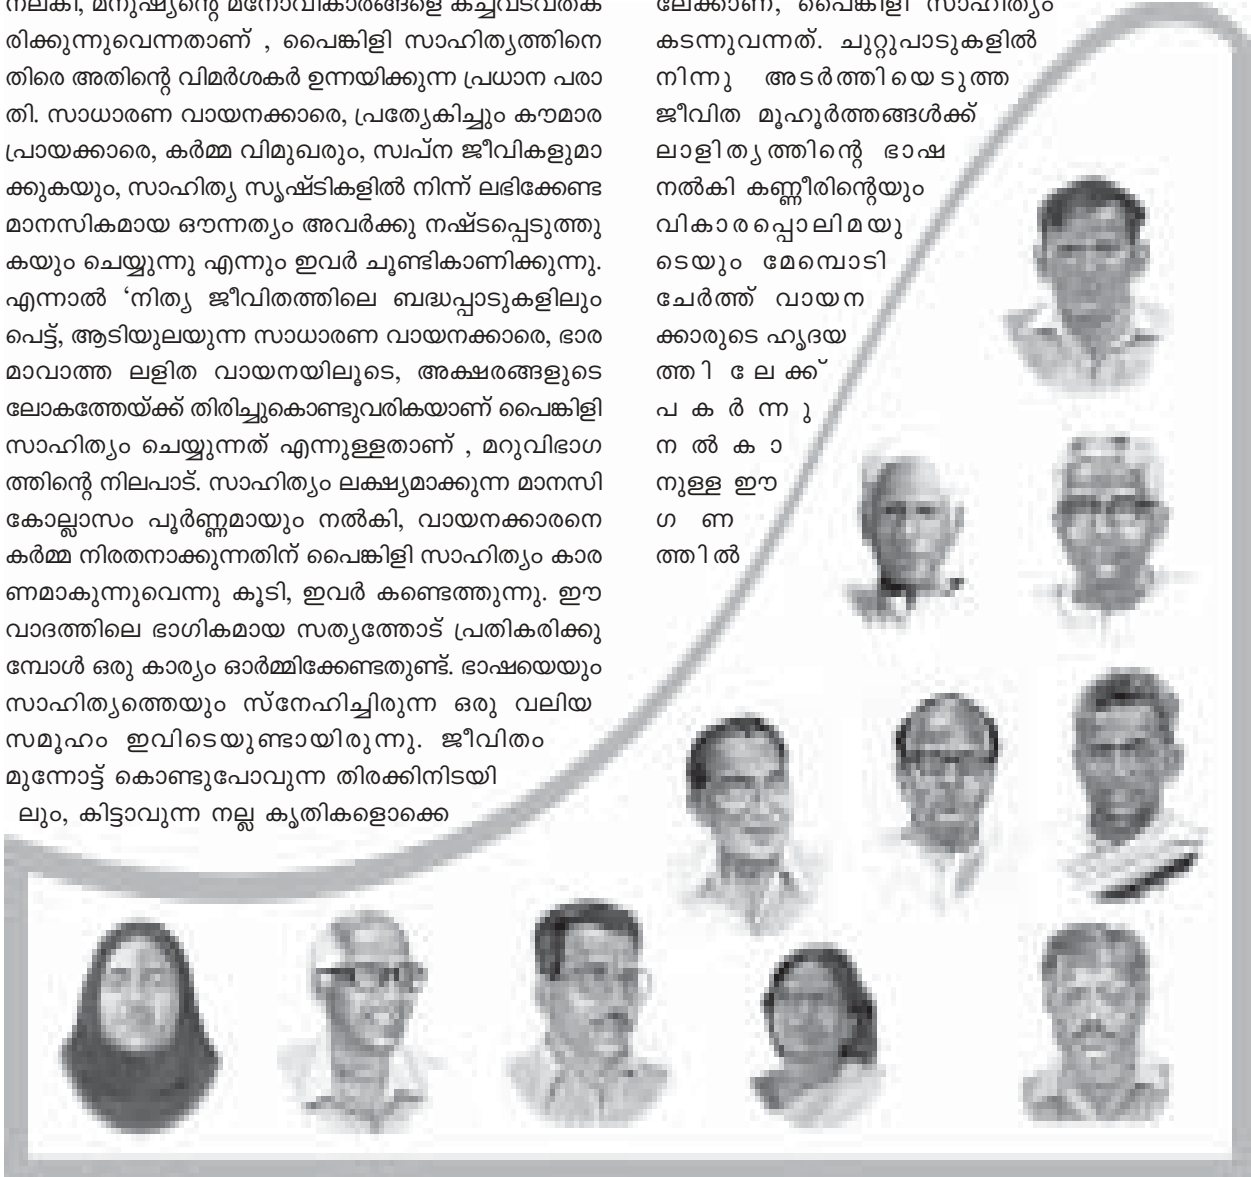 നല്കി, മനുഷ്യന്റെ മനോവികാരങ്ങളെ കച്ചവടവത്ക
രിക്കുന്നുവെന്നതാണ് , പൈങ്കിളി സാഹിത്യത്തിനെ
തിരെ അതിന്റെ വിമർശകർ ഉന്നയിക്കുന്ന പ്രധാന പരാ
തി. സാധാരണ വായനക്കാരെ, പ്രത്യേകിച്ചും കൗമാര
പ്രായക്കാരെ, കർമ്മ വിമുഖരും, സ്വപ്ന ജീവികളുമാ
ക്കുകയും, സാഹിത്യ സൃഷ്ടികളിൽ നിന്ന് ലഭിക്കേണ്ട
മാനസികമായ ഔന്നത്യം അവർക്കു നഷ്ടപ്പെടുത്തു
കയും ചെയ്യുന്നു എന്നും ഇവർ ചൂണ്ടികാണിക്കുന്നു.
എന്നാൽ ‘നിത്യ ജീവിതത്തിലെ ബദ്ധപ്പാടുകളിലും
പെട്ട്, ആടിയുലയുന്ന സാധാരണ വായനക്കാരെ, ഭാര
മാവാത്ത ലളിത വായനയിലൂടെ, അക്ഷരങ്ങളുടെ
ലോകത്തേയ്ക്ക് തിരിച്ചുകൊണ്ടുവരികയാണ് പൈങ്കിളി
സാഹിത്യം ചെയ്യുന്നത് എന്നുള്ളതാണ് , മറുവിഭാഗ
ത്തിന്റെ നിലപാട്. സാഹിത്യം ലക്ഷ്യമാക്കുന്ന മാനസി
കോല്ലാസം പൂർണ്ണമായും നൽകി, വായനക്കാരനെ
കർമ്മ നിരതനാക്കുന്നതിന് പൈങ്കിളി സാഹിത്യം കാര
ണമാകുന്നുവെന്നു കൂടി, ഇവർ കണ്ടെത്തുന്നു. ഈ
വാദത്തിലെ ഭാഗികമായ സത്യത്തോട് പ്രതികരിക്കു
മ്പോൾ ഒരു കാര്യം ഓർമ്മിക്കേണ്ടതുണ്ട്. ഭാഷയെയും
സാഹിത്യത്തെയും സ്നേഹിച്ചിരുന്ന ഒരു വലിയ
സമൂഹം ഇവിടെയുണ്ടായിരുന്നു. ജീവിതം
മുന്നോട്ട് കൊണ്ടുപോവുന്ന തിരക്കിനിടയി
ലും, കിട്ടാവുന്ന നല്ല കൃതികളൊക്കെ
ലേക്കാണ്, പൈങ്കിളി സാഹിത്യം
കടന്നുവന്നത്. ചുറ്റുപാടുകളിൽ
നിന്നു അടർത്തിയെടുത്ത
ജീവിത മൂഹൂർത്തങ്ങൾക്ക്
ലാളിത്യത്തിന്റെ ഭാഷ
നൽകി കണ്ണീരിന്റെയും
വികാരപ്പൊലിമയു
ടെയും മേമ്പൊടി
ചേർത്ത് വായന
ക്കാരുടെ ഹൃദയ
ത്തിലേക്ക്
പകർന്നു
നൽകാ
നുള്ള ഈ
ഗണ
ത്തിൽ